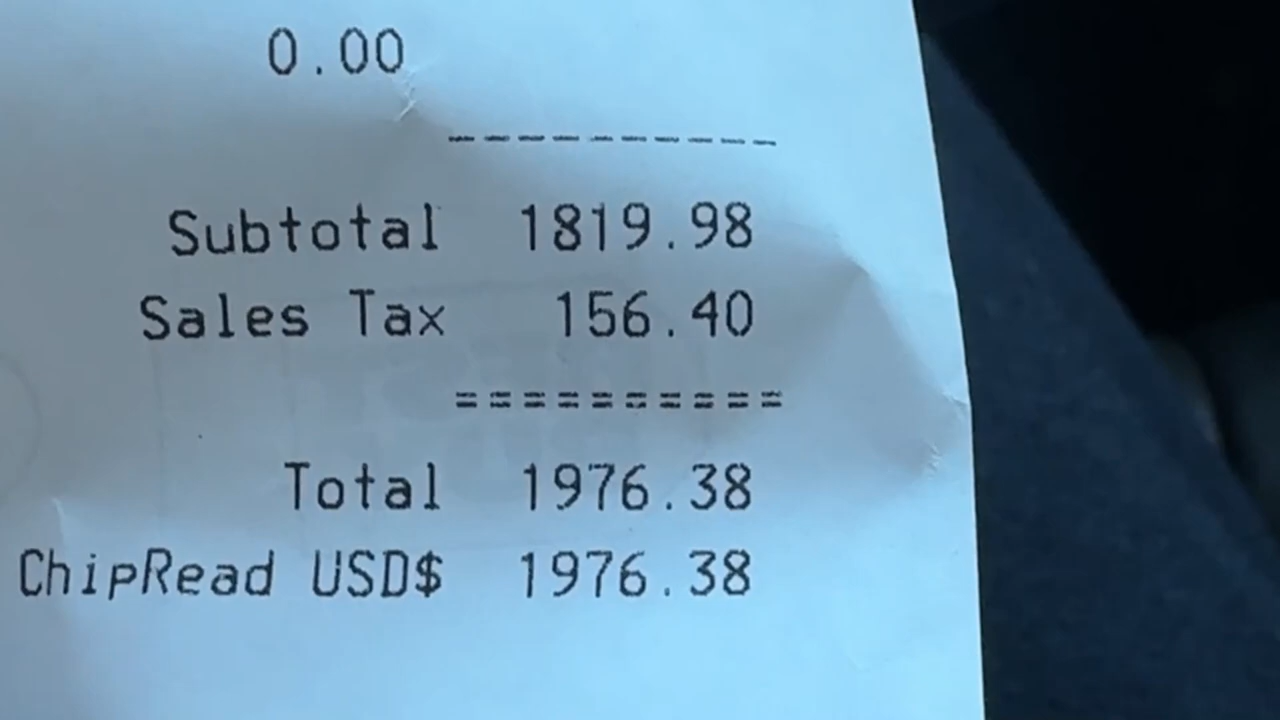 0.00
----------
Subtotal 1819.98
Sales Tax 156.40
==========
Total 1976.38
ChipRead USD$ 1976.38